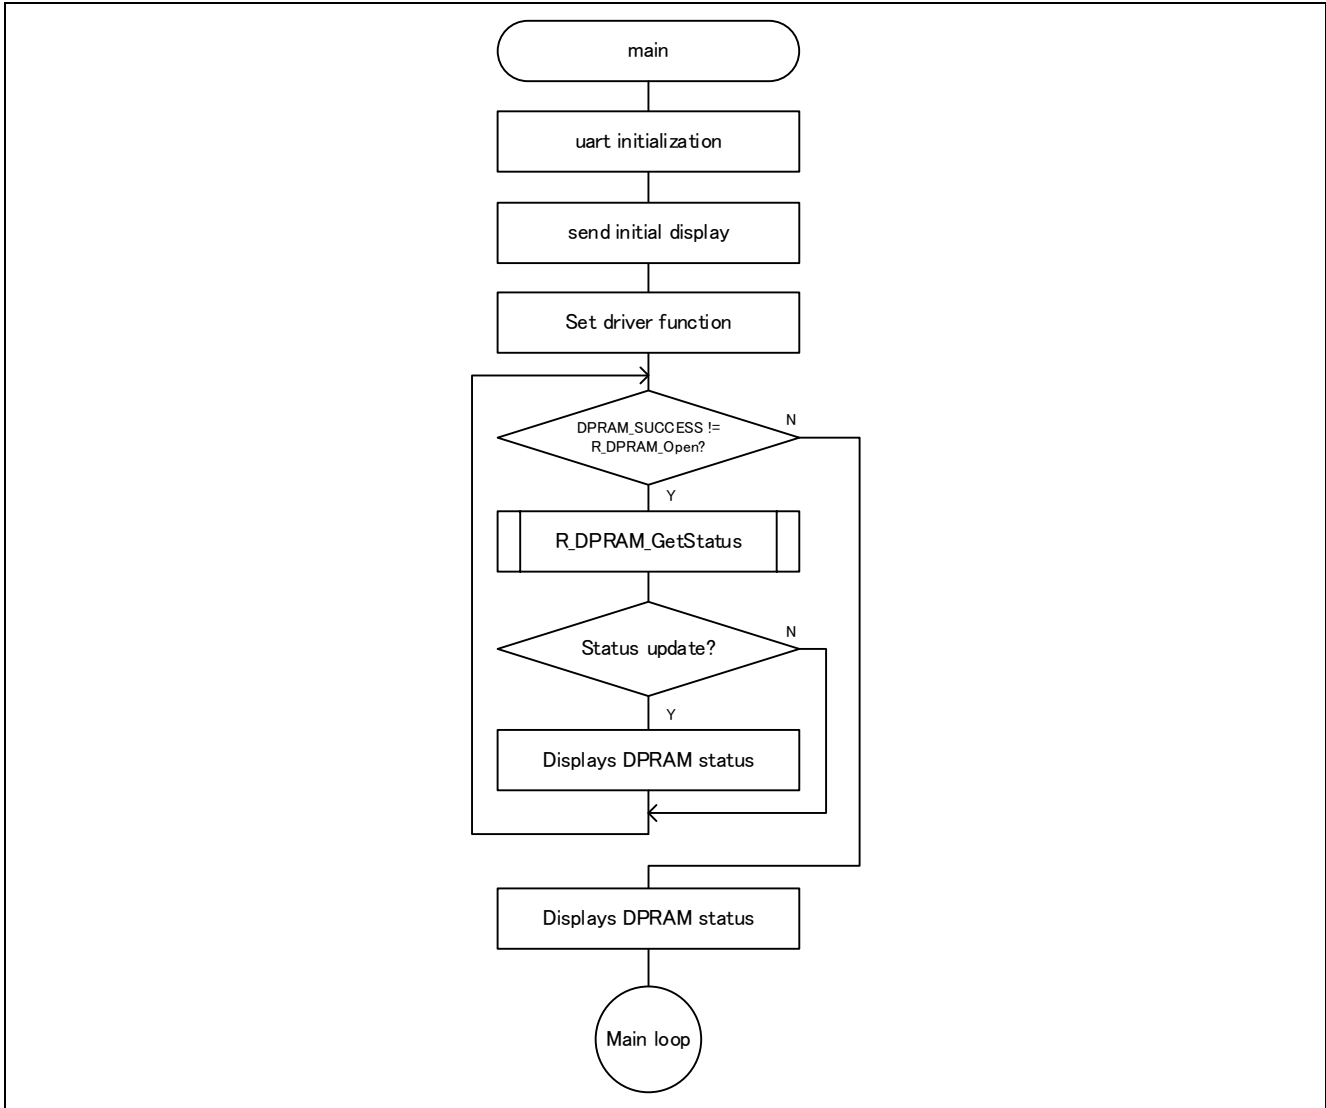 main
uart initialization
send initial display
Set driver function
DPRAM_SUCCESS !=
R_DPRAM_Open?
N
Y
R_DPRAM_GetStatus
N
Status update?
Y
Displays DPRAM status
Displays DPRAM status
Main loop